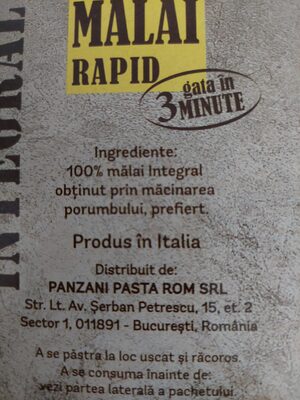 INTEGRAL
MĂLAI
RAPID
gata în
3 MINUTE
Ingrediente:
100% mălai Integral
obținut prin măcinarea
porumbului, prefiert.
Produs în Italia
Distribuit de:
PANZANI PASTA ROM SRL
Str. Lt. Av. Șerban Petrescu, 15, et. 2
Sector 1, 011891 - București, România
A se păstra la loc uscat și răcoros.
A se consuma înainte de:
vezi partea laterală a pachetului.